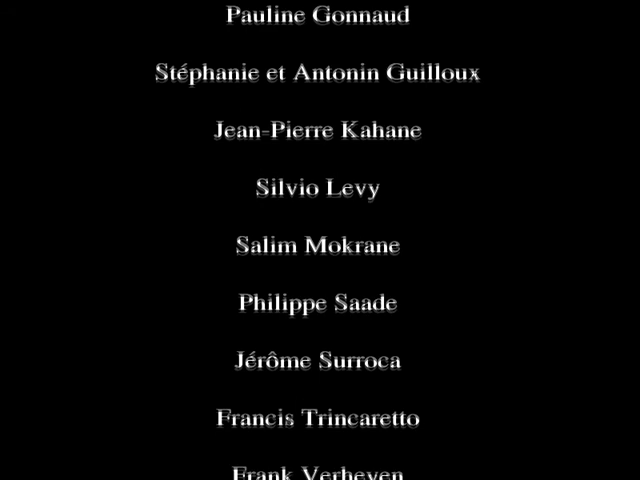 Pauline Gonnaud
Stéphanie et Antonin Guilloux
Jean-Pierre Kahane
Silvio Levy
Salim Mokrane
Philippe Saade
Jérôme Surroca
Francis Trincaretto
Frank Verheyen